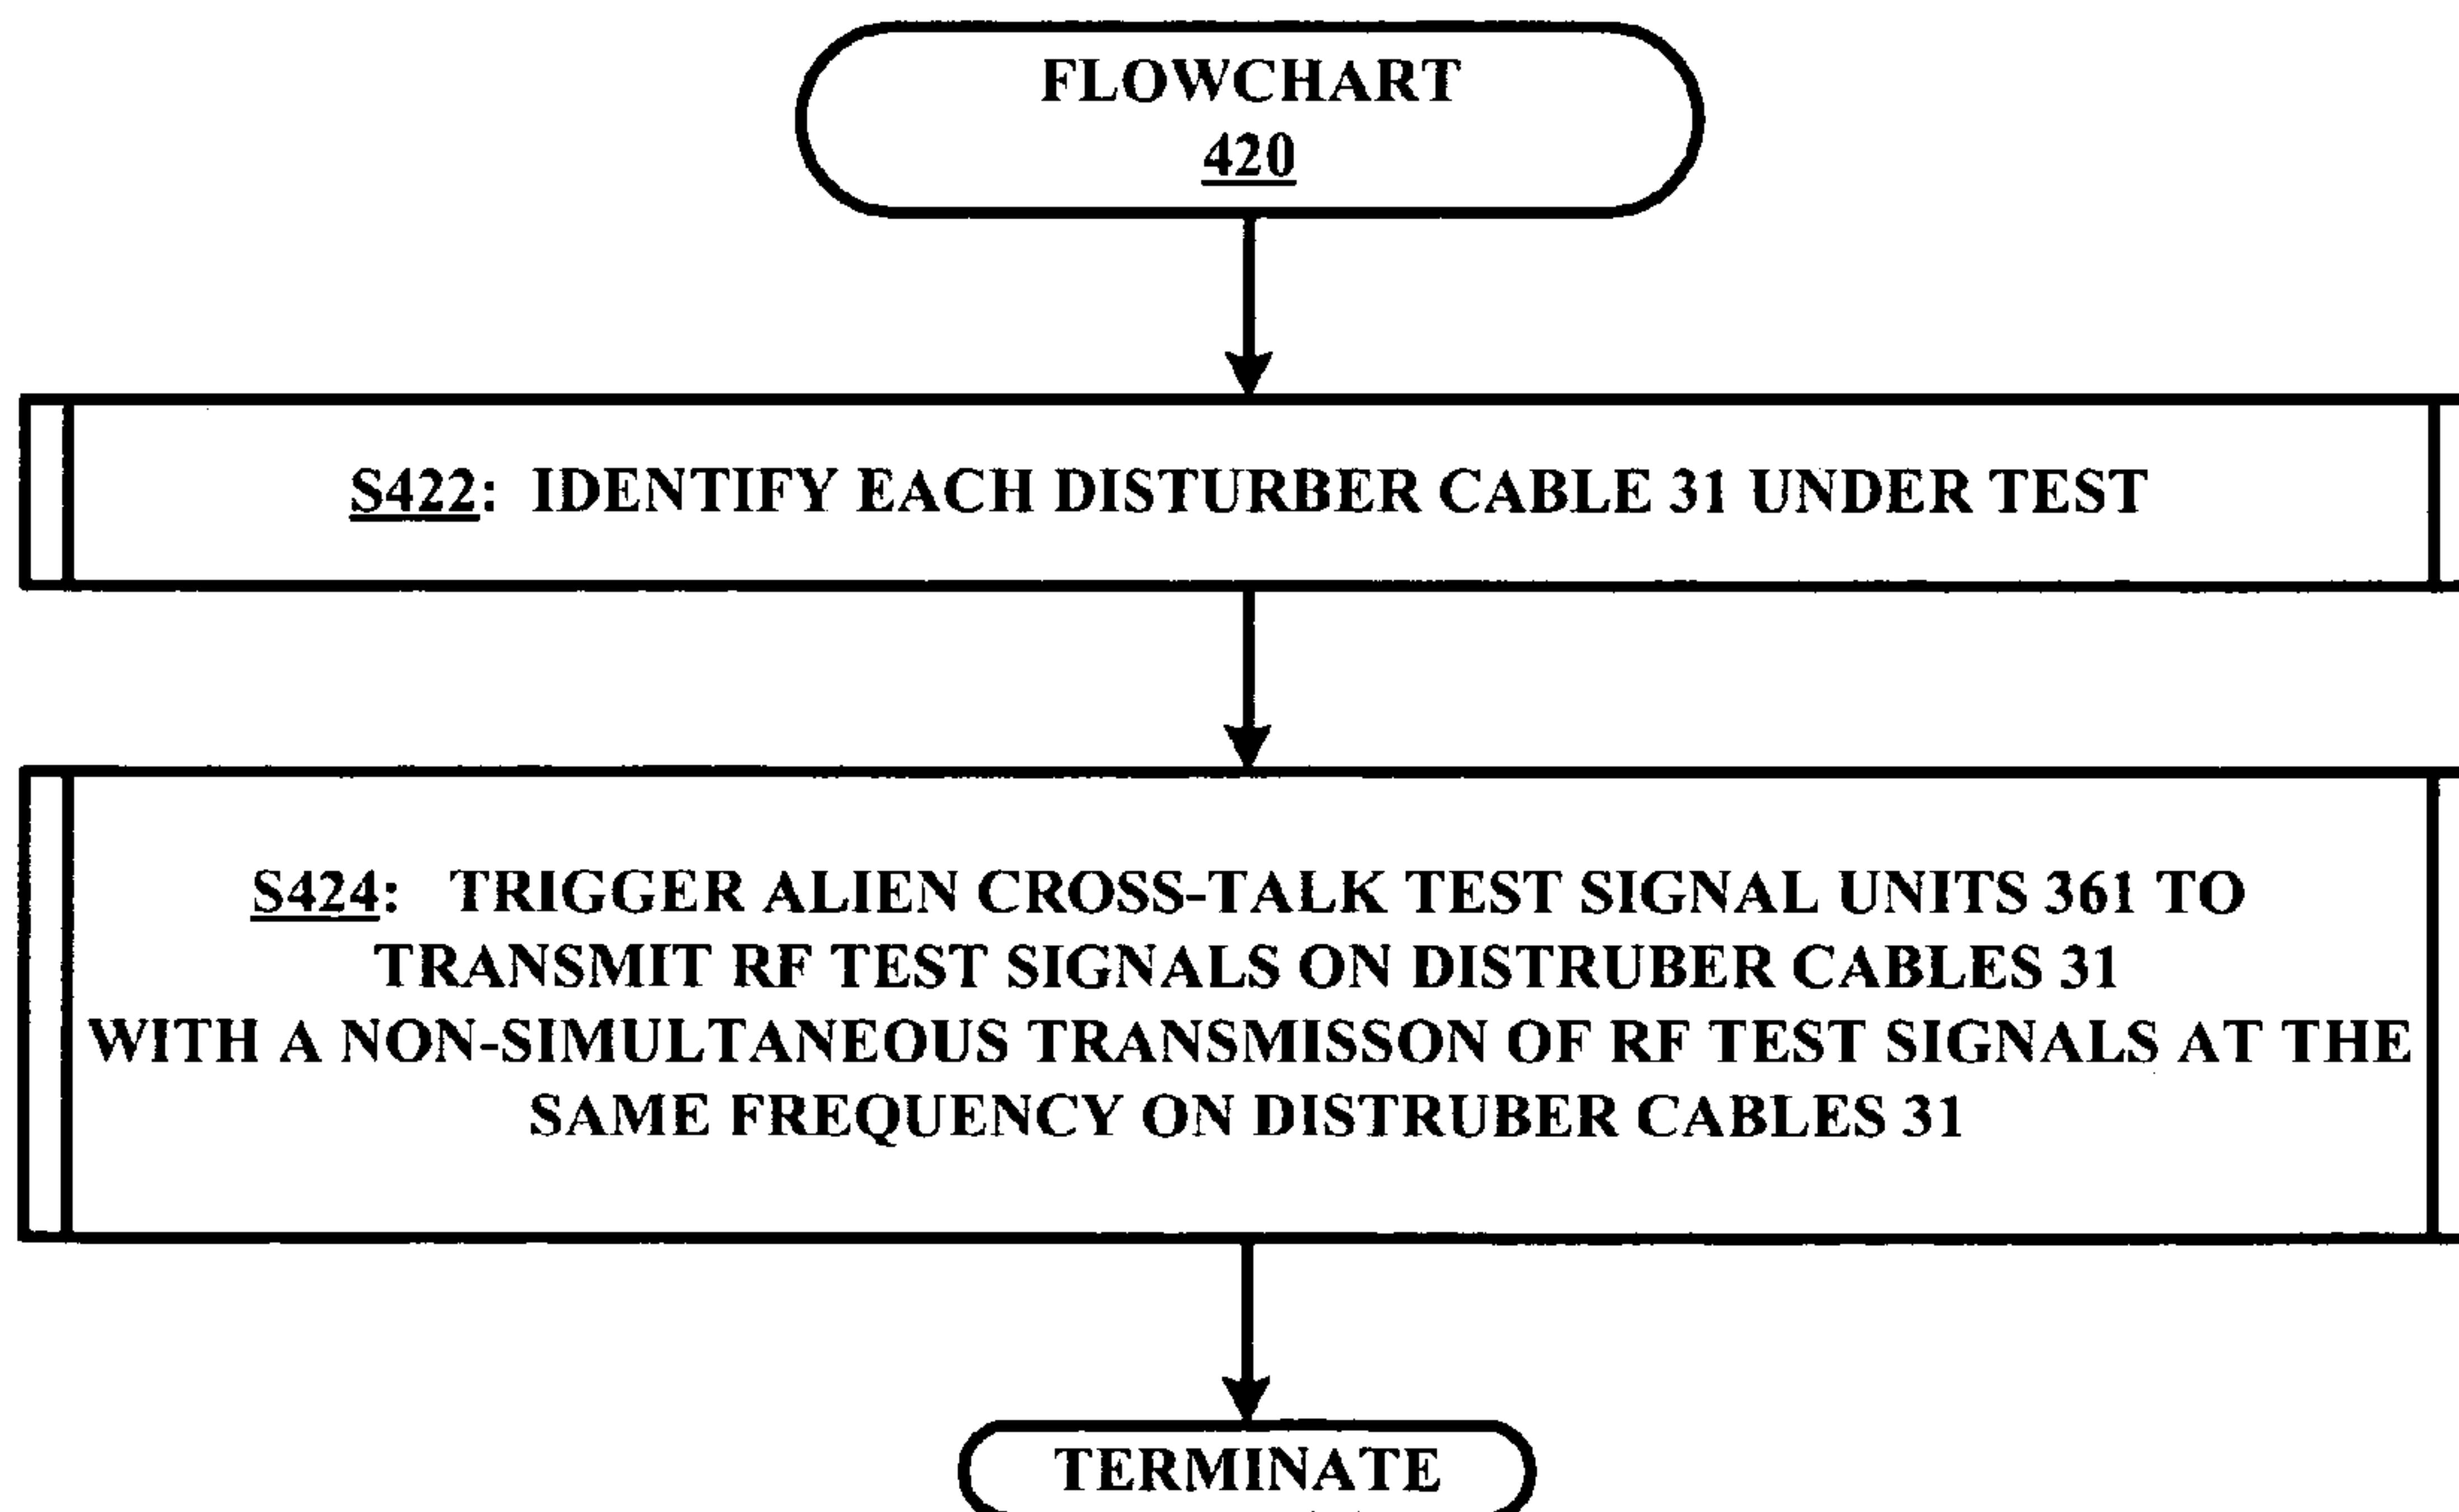 FLOWCHART
420
S422: IDENTIFY EACH DISTURBER CABLE 31 UNDER TEST
S424: TRIGGER ALIEN CROSS-TALK TEST SIGNAL UNITS 361 TO
TRANSMIT RF TEST SIGNALS ON DISTRUBER CABLES 31
WITH A NON-SIMULTANEOUS TRANSMISSON OF RF TEST SIGNALS AT THE
SAME FREQUENCY ON DISTRUBER CABLES 31
TERMINATE